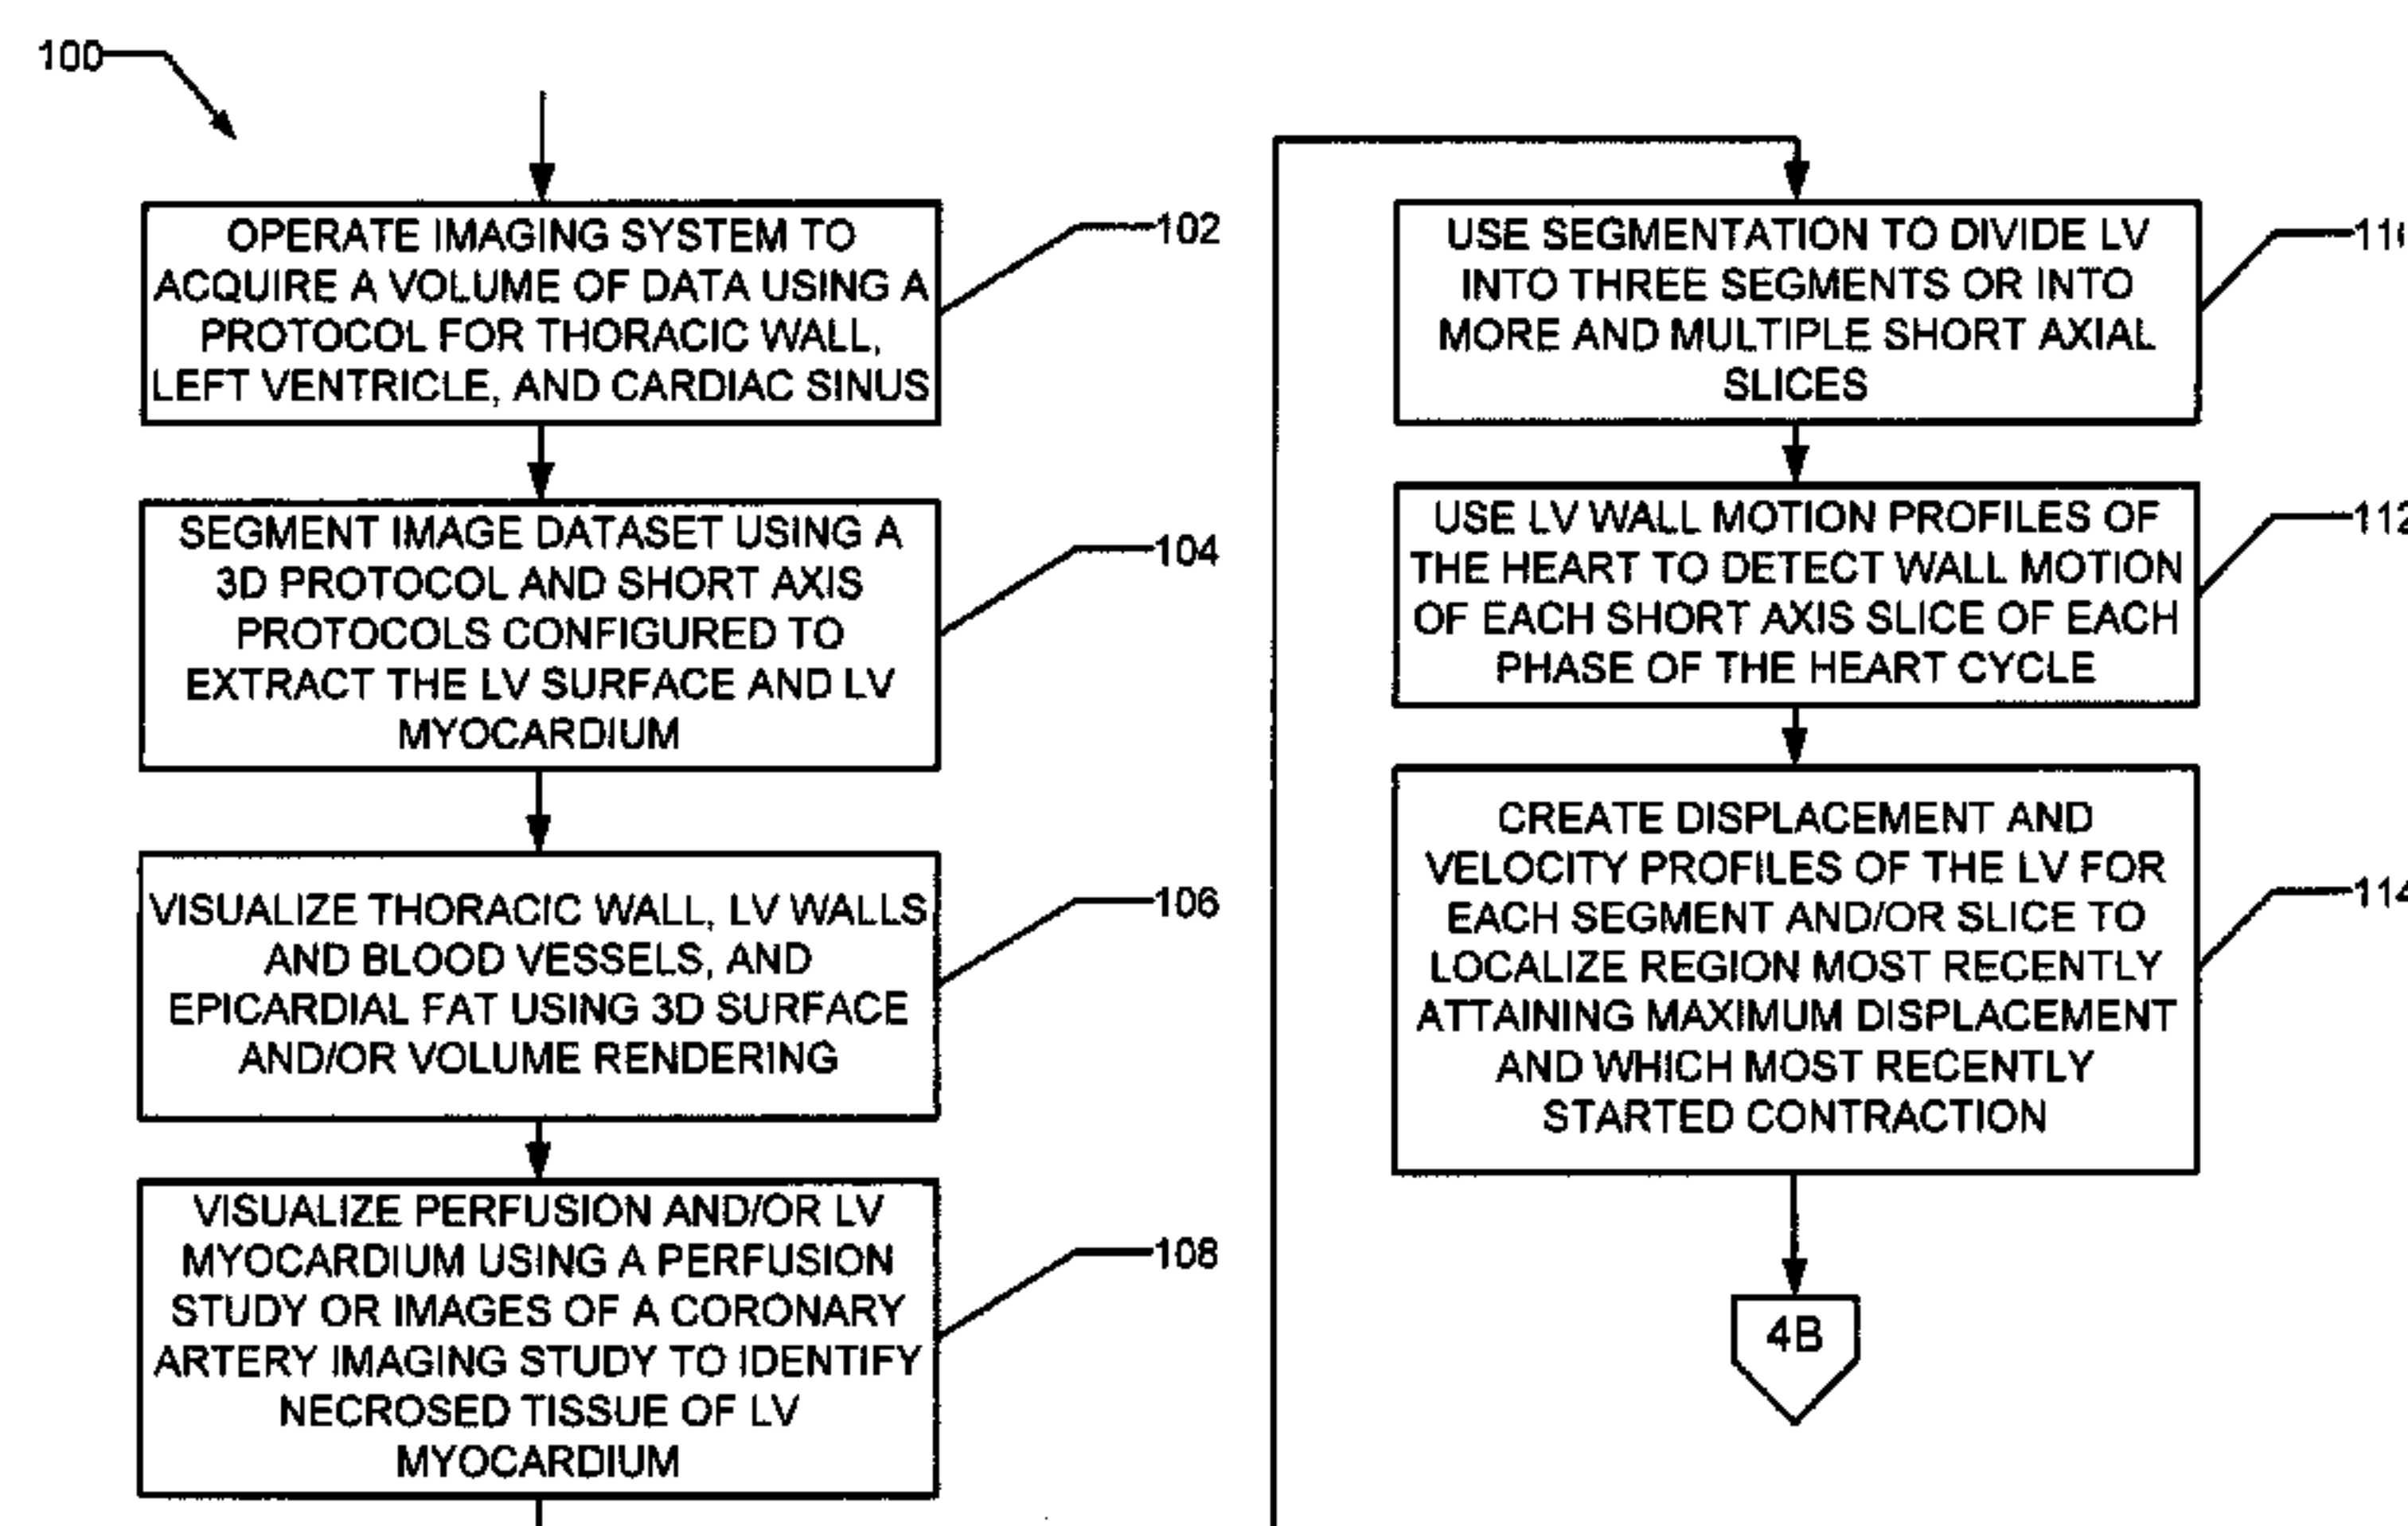 100
OPERATE IMAGING SYSTEM TO
ACQUIRE A VOLUME OF DATA USING A
PROTOCOL FOR THORACIC WALL,
LEFT VENTRICLE, AND CARDIAC SINUS
102
SEGMENT IMAGE DATASET USING A
3D PROTOCOL AND SHORT AXIS
PROTOCOLS CONFIGURED TO
EXTRACT THE LV SURFACE AND LV
MYOCARDIUM
104
VISUALIZE THORACIC WALL, LV WALLS
AND BLOOD VESSELS, AND
EPICARDIAL FAT USING 3D SURFACE
AND/OR VOLUME RENDERING
106
VISUALIZE PERFUSION AND/OR LV
MYOCARDIUM USING A PERFUSION
STUDY OR IMAGES OF A CORONARY
ARTERY IMAGING STUDY TO IDENTIFY
NECROSED TISSUE OF LV
MYOCARDIUM
108
USE SEGMENTATION TO DIVIDE LV
INTO THREE SEGMENTS OR INTO
MORE AND MULTIPLE SHORT AXIAL
SLICES
USE LV WALL MOTION PROFILES OF
THE HEART TO DETECT WALL MOTION
OF EACH SHORT AXIS SLICE OF EACH
PHASE OF THE HEART CYCLE
112
CREATE DISPLACEMENT AND
VELOCITY PROFILES OF THE LV FOR
EACH SEGMENT AND/OR SLICE TO
LOCALIZE REGION MOST RECENTLY
ATTAINING MAXIMUM DISPLACEMENT
AND WHICH MOST RECENTLY
STARTED CONTRACTION
114
4B